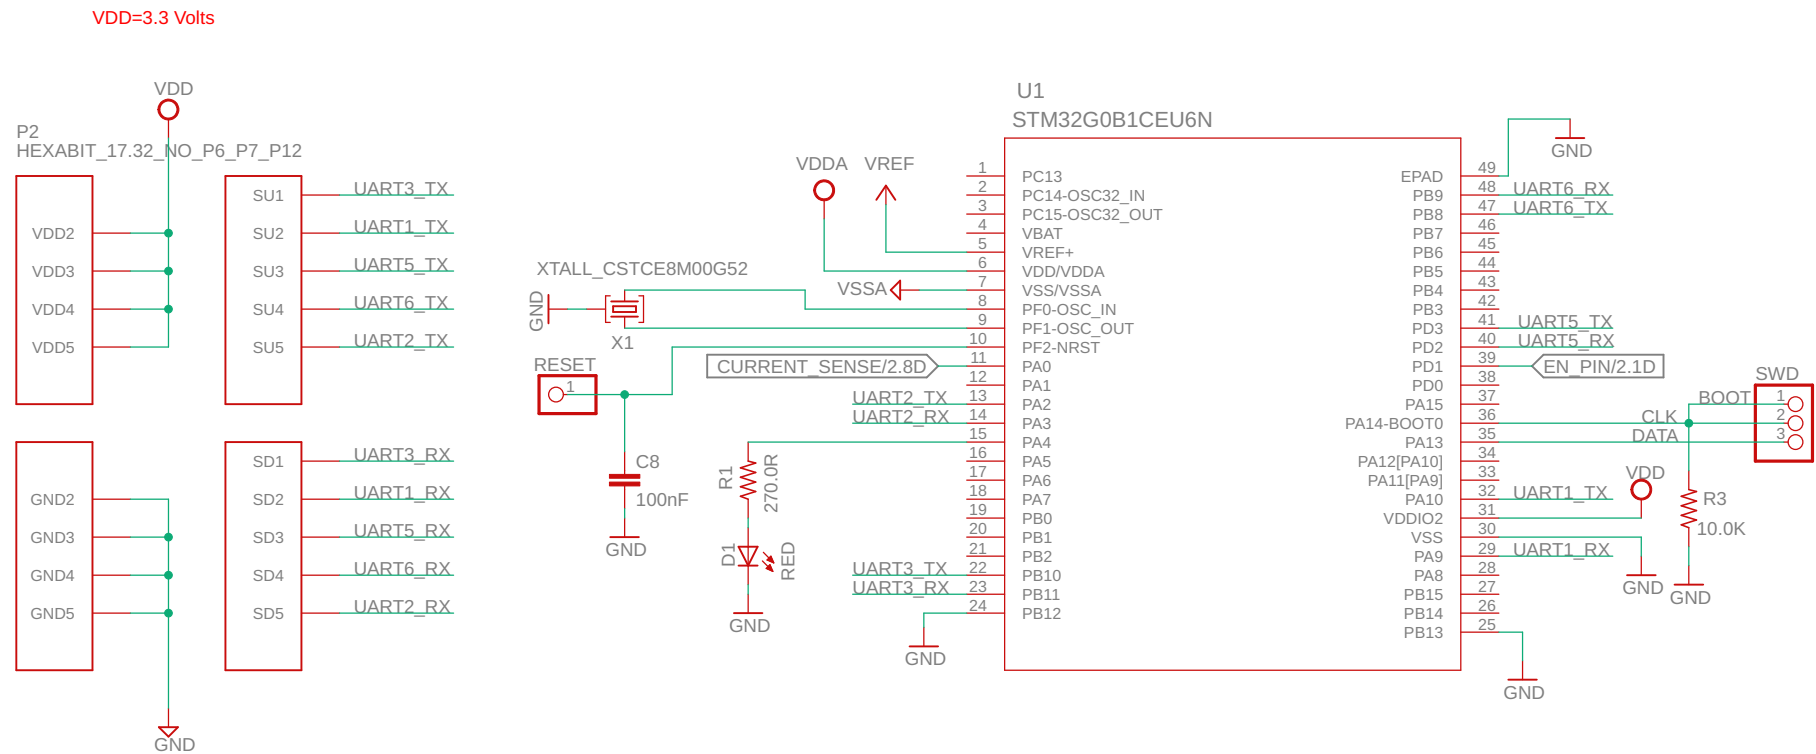 VDD=3.3 Volts
VDD
P2
HEXABIT_17.32_NO_P6_P7_P12
VDD2
VDD3
VDD4
VDD5
SU1 UART3_TX
SU2 UART1_TX
SU3 UART5_TX
SU4 UART6_TX
SU5 UART2_TX
GND2
GND3
GND4
GND5
SD1 UART3_RX
SD2 UART1_RX
SD3 UART5_RX
SD4 UART6_RX
SD5 UART2_RX
GND
XTALL_CSTCE8M00G52
GND
X1
RESET
1
C8
100nF
GND
R1
270.0R
D1
RED
GND
VDDA
VREF
VSSA
CURRENT_SENSE/2.8D
UART2_TX
UART2_RX
UART3_TX
UART3_RX
GND
U1
STM32G0B1CEU6N
1 PC13
2 PC14-OSC32_IN
3 PC15-OSC32_OUT
4 VBAT
5 VREF+
6 VDD/VDDA
7 VSS/VSSA
8 PF0-OSC_IN
9 PF1-OSC_OUT
10 PF2-NRST
11 PA0
12 PA1
13 PA2
14 PA3
15 PA4
16 PA5
17 PA6
18 PA7
19 PB0
20 PB1
21 PB2
22 PB10
23 PB11
24 PB12
EPAD 49
PB9 48 UART6_RX
PB8 47 UART6_TX
PB7 46
PB6 45
PB5 44
PB4 43
PB3 42
PD3 41 UART5_TX
PD2 40 UART5_RX
PD1 39 EN_PIN/2.1D
PD0 38
PA15 37
PA14-BOOT0 36
PA13 35
PA12[PA10] 34
PA11[PA9] 33
PA10 32 UART1_TX
VDDIO2 31
VSS 30
PA9 29 UART1_RX
PA8 28
PB15 27
PB14 26
PB13 25
GND
GND
SWD
BOOT 1
CLK 2
DATA 3
VDD
R3
10.0K
GND
GND